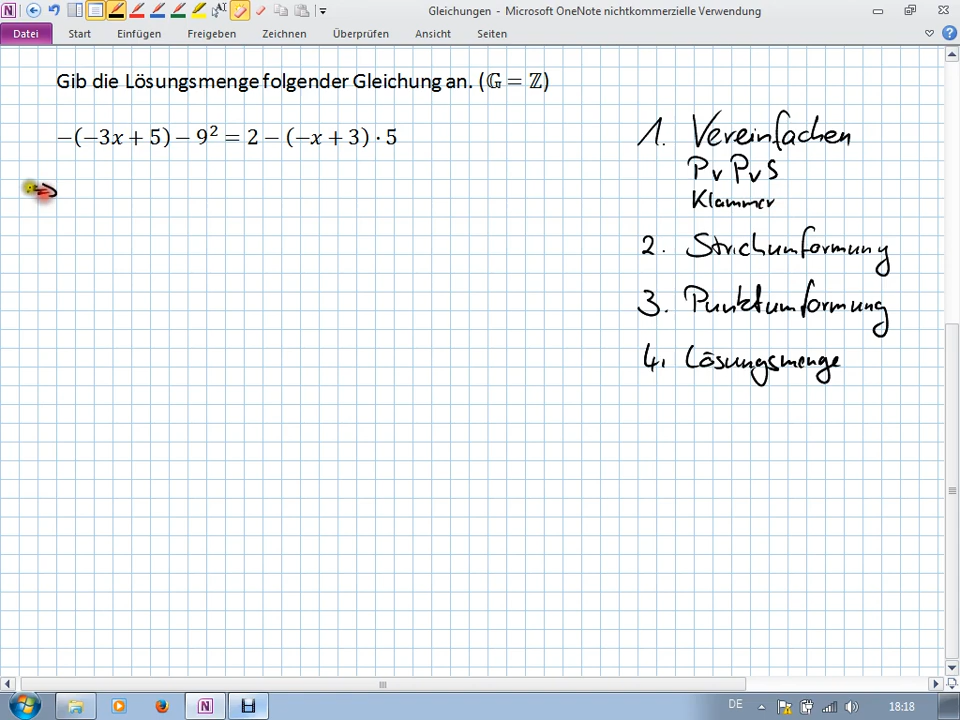 Gleichungen - Microsoft OneNote nichtkommerzielle Verwendung
Datei Start Einfügen Freigeben Zeichnen Überprüfen Ansicht Seiten
Gib die Lösungsmenge folgender Gleichung an. (𝔾 = ℤ)
−(−3x + 5) − 9² = 2 − (−x + 3) · 5
1. Vereinfachen
PvPvS
Klammer
2. Strichumformung
3. Punktumformung
4. Lösungsmenge
DE 18:18